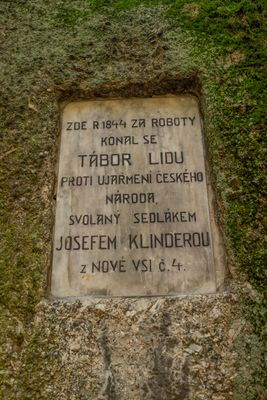 ZDE R.1844 ZA ROBOTY
KONAL SE
TÁBOR LIDU
PROTI UJAŘMENÍ ČESKÉHO
NÁRODA,
SVOLANÝ SEDLÁKEM
JOSEFEM KLINDEROU
z NOVÉ VSI č.4.